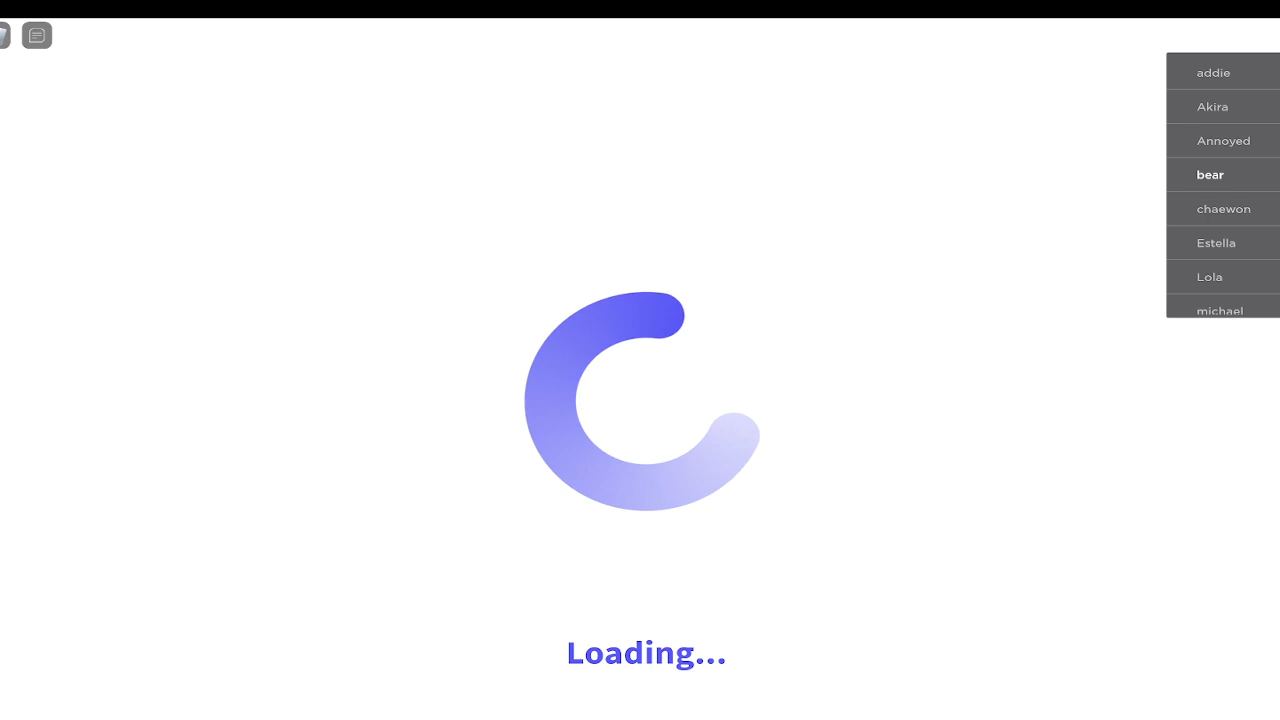 addie
Akira
Annoyed
bear
chaewon
Estella
Lola
michael
Loading...